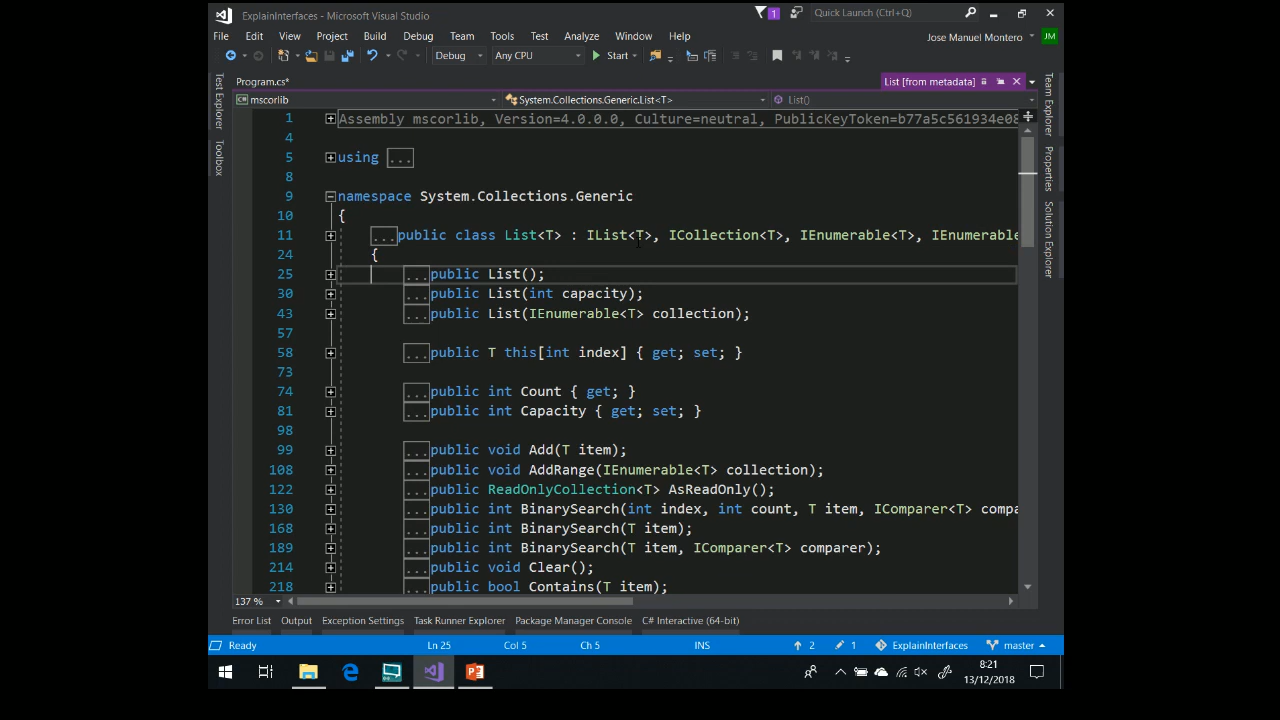 ExplainInterfaces - Microsoft Visual Studio
1
Quick Launch (Ctrl+Q)
File Edit View Project Build Debug Team Tools Test Analyze Window Help
Jose Manuel Montero JM
Debug Any CPU Start
Test Explorer
Toolbox
Program.cs*
List [from metadata]
mscorlib
System.Collections.Generic.List<T>
List()
Team Explorer
Properties
Solution Explorer
1 Assembly mscorlib, Version=4.0.0.0, Culture=neutral, PublicKeyToken=b77a5c561934e08
4
5 using ...
8
9 namespace System.Collections.Generic
10 {
11 ...public class List<T> : IList<T>, ICollection<T>, IEnumerable<T>, IEnumerable
24 {
25 ...public List();
30 ...public List(int capacity);
43 ...public List(IEnumerable<T> collection);
57
58 ...public T this[int index] { get; set; }
73
74 ...public int Count { get; }
81 ...public int Capacity { get; set; }
98
99 ...public void Add(T item);
108 ...public void AddRange(IEnumerable<T> collection);
122 ...public ReadOnlyCollection<T> AsReadOnly();
130 ...public int BinarySearch(int index, int count, T item, IComparer<T> compa
168 ...public int BinarySearch(T item);
189 ...public int BinarySearch(T item, IComparer<T> comparer);
214 ...public void Clear();
218 ...public bool Contains(T item);
137 %
Error List Output Exception Settings Task Runner Explorer Package Manager Console C# Interactive (64-bit)
Ready Ln 25 Col 5 Ch 5 INS 2 1 ExplainInterfaces master
8:21
13/12/2018